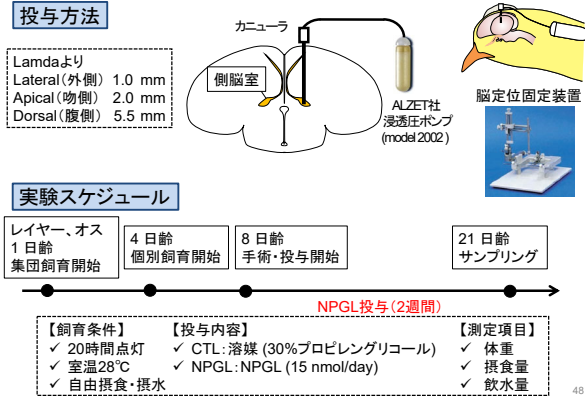 投与方法
Lamdaより
Lateral(外側) 1.0 mm
Apical(吻側) 2.0 mm
Dorsal(腹側) 5.5 mm
カニューラ
側脳室
ALZET社
浸透圧ポンプ
(model 2002)
脳定位固定装置
実験スケジュール
レイヤー、オス
1 日齢
集団飼育開始
4 日齢
個別飼育開始
8 日齢
手術・投与開始
21 日齢
サンプリング
NPGL投与(2週間)
【飼育条件】
✓ 20時間点灯
✓ 室温28℃
✓ 自由摂食・摂水
【投与内容】
✓ CTL:溶媒 (30%プロピレングリコール)
✓ NPGL:NPGL (15 nmol/day)
【測定項目】
✓ 体重
✓ 摂食量
✓ 飲水量
48